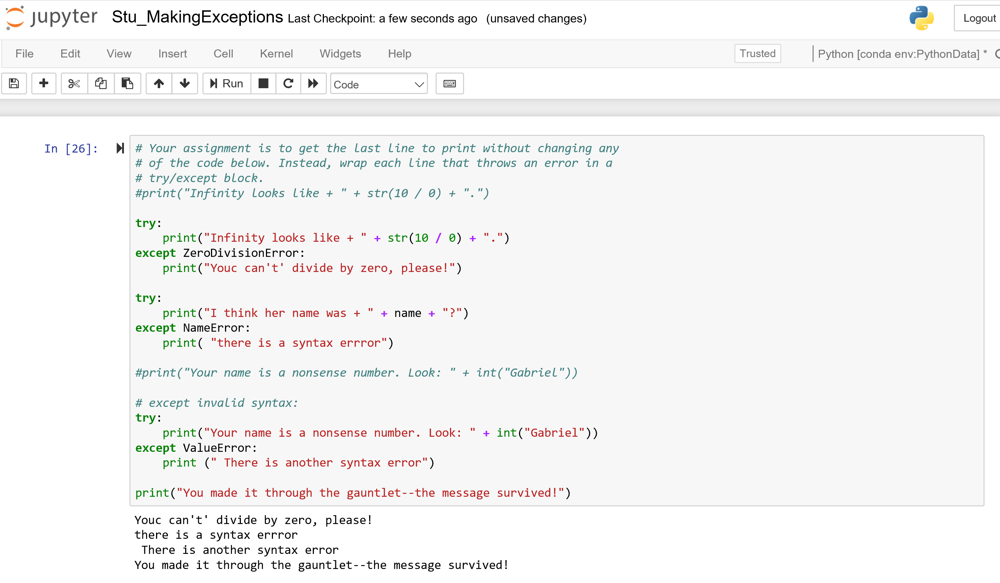 jupyter Stu_MakingExceptions Last Checkpoint: a few seconds ago (unsaved changes) Logout
File Edit View Insert Cell Kernel Widgets Help Trusted Python [conda env:PythonData] *
Run Code
In [26]:
# Your assignment is to get the last line to print without changing any
# of the code below. Instead, wrap each line that throws an error in a
# try/except block.
#print("Infinity looks like + " + str(10 / 0) + ".")
try:
    print("Infinity looks like + " + str(10 / 0) + ".")
except ZeroDivisionError:
    print("Youc can't' divide by zero, please!")
try:
    print("I think her name was + " + name + "?")
except NameError:
    print( "there is a syntax errror")
#print("Your name is a nonsense number. Look: " + int("Gabriel"))
# except invalid syntax:
try:
    print("Your name is a nonsense number. Look: " + int("Gabriel"))
except ValueError:
    print (" There is another syntax error")
print("You made it through the gauntlet--the message survived!")
Youc can't' divide by zero, please!
there is a syntax errror
 There is another syntax error
You made it through the gauntlet--the message survived!